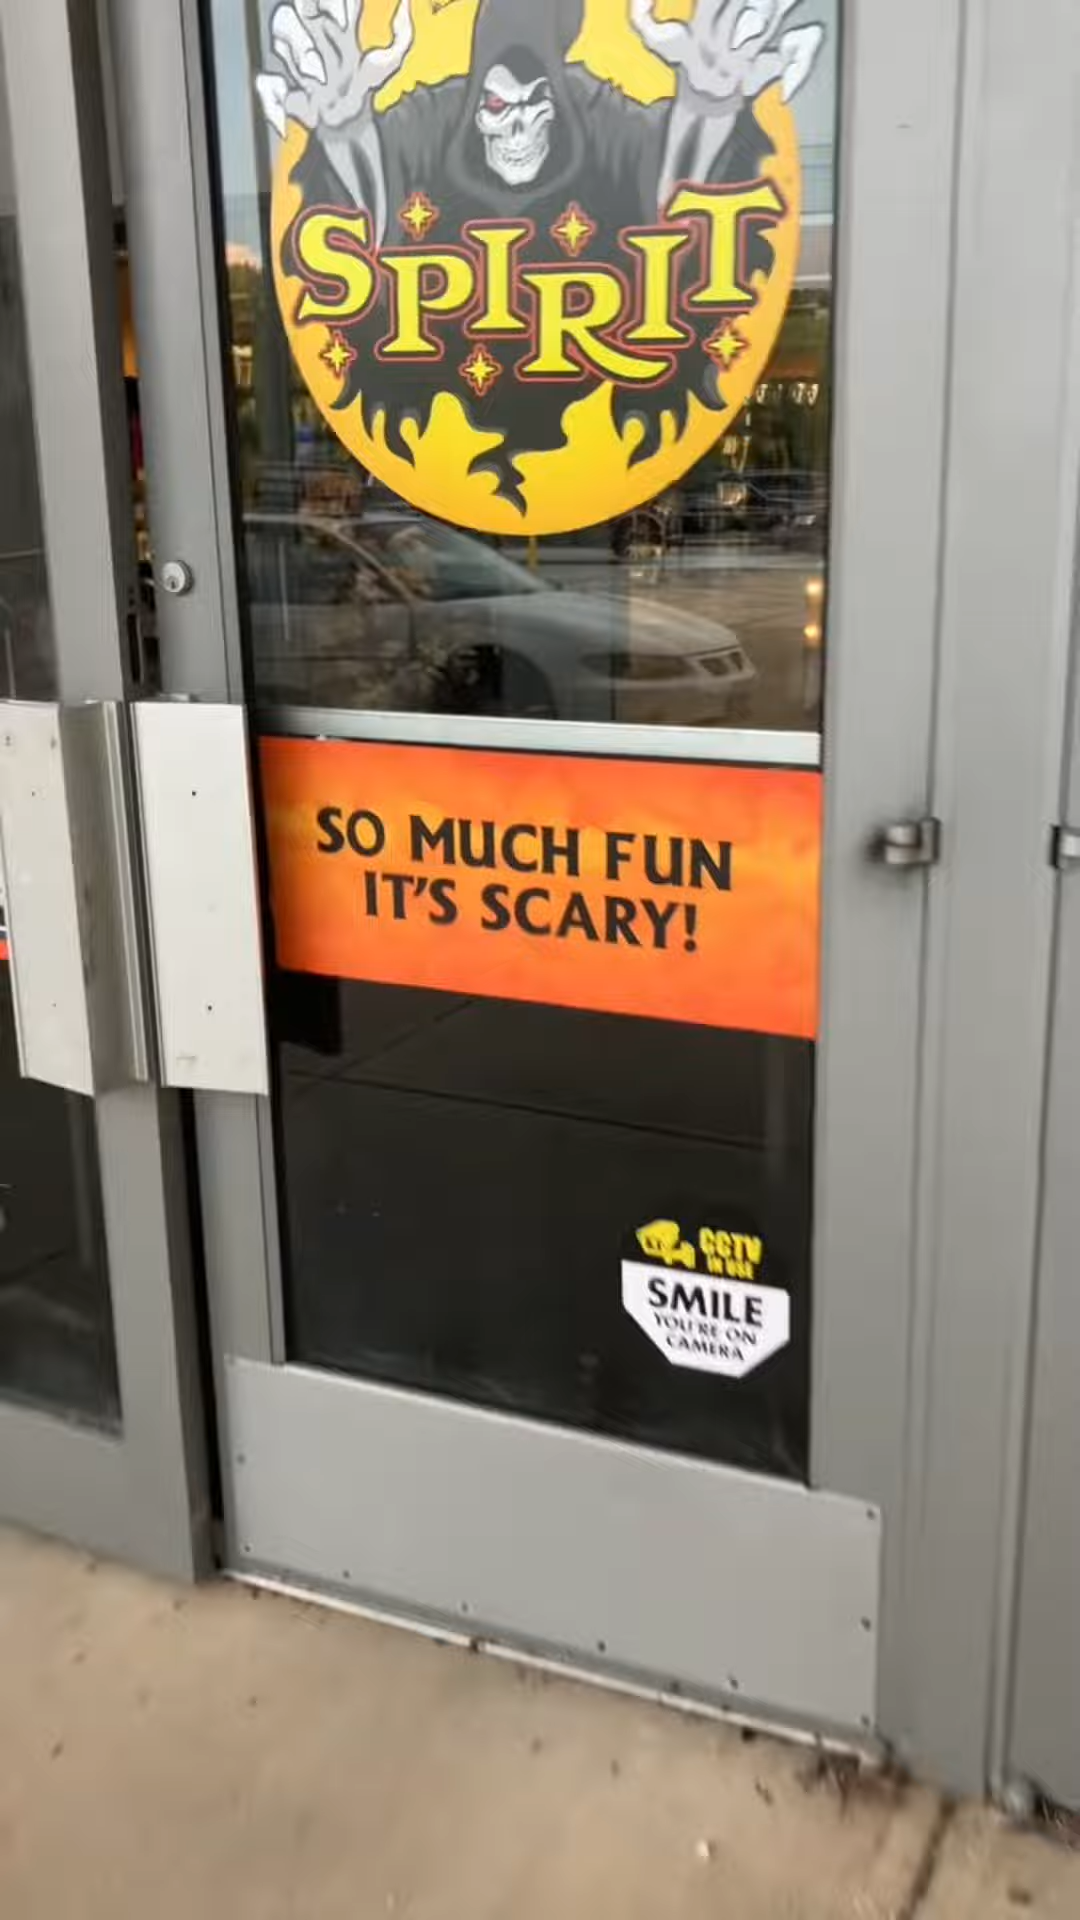 SPIRIT
SO MUCH FUN
IT'S SCARY!
CCTV
IN USE
SMILE
YOU'RE ON
CAMERA